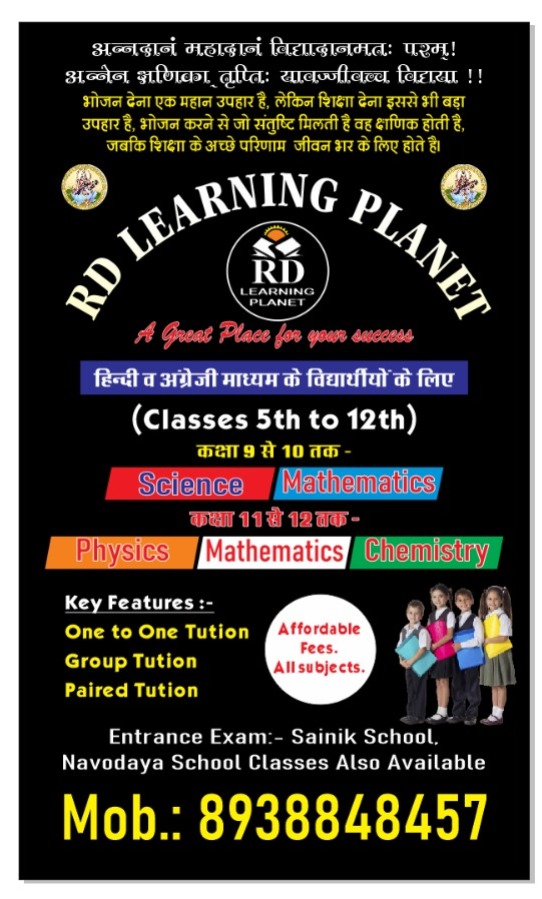 अन्नदानं महादानं विद्यादानमतः परम्!
अन्नेन क्षणिका तृप्तिः यावज्जीवच्च विद्यया !!
भोजन देना एक महान उपहार है, लेकिन शिक्षा देना इससे भी बड़ा
उपहार है, भोजन करने से जो संतुष्टि मिलती है वह क्षणिक होती है,
जबकि शिक्षा के अच्छे परिणाम जीवन भर के लिए होते है।
RD LEARNING PLANET
RD
LEARNING
PLANET
A Great Place for your success
हिन्दी व अंग्रेजी माध्यम के विद्यार्थीयों के लिए
(Classes 5th to 12th)
कक्षा 9 से 10 तक -
Science Mathematics
कक्षा 11 से 12 तक -
Physics Mathematics Chemistry
Key Features :-
One to One Tution
Group Tution
Paired Tution
Affordable
Fees.
All subjects.
Entrance Exam:- Sainik School,
Navodaya School Classes Also Available
Mob.: 8938848457